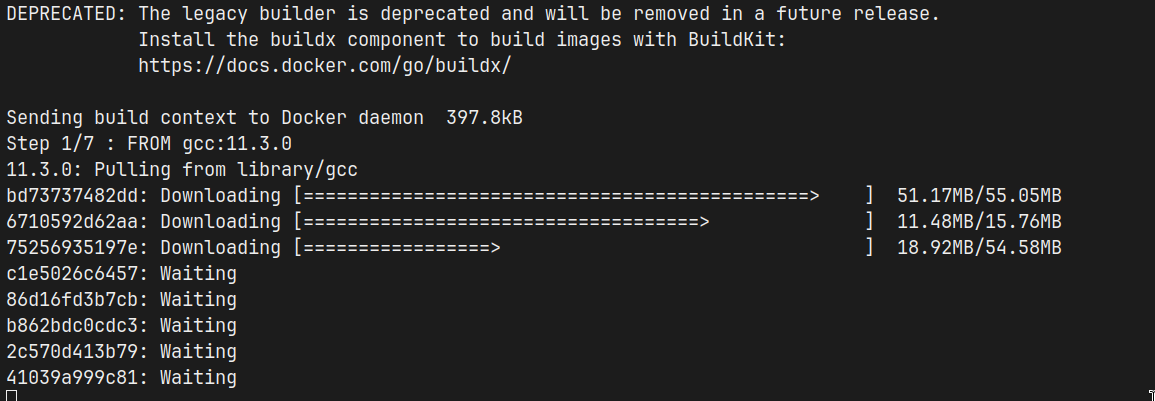 DEPRECATED: The legacy builder is deprecated and will be removed in a future release.
            Install the buildx component to build images with BuildKit:
            https://docs.docker.com/go/buildx/

Sending build context to Docker daemon  397.8kB
Step 1/7 : FROM gcc:11.3.0
11.3.0: Pulling from library/gcc
bd73737482dd: Downloading [==============================================>    ]  51.17MB/55.05MB
6710592d62aa: Downloading [====================================>              ]  11.48MB/15.76MB
75256935197e: Downloading [=================>                                 ]  18.92MB/54.58MB
c1e5026c6457: Waiting
86d16fd3b7cb: Waiting
b862bdc0cdc3: Waiting
2c570d413b79: Waiting
41039a999c81: Waiting